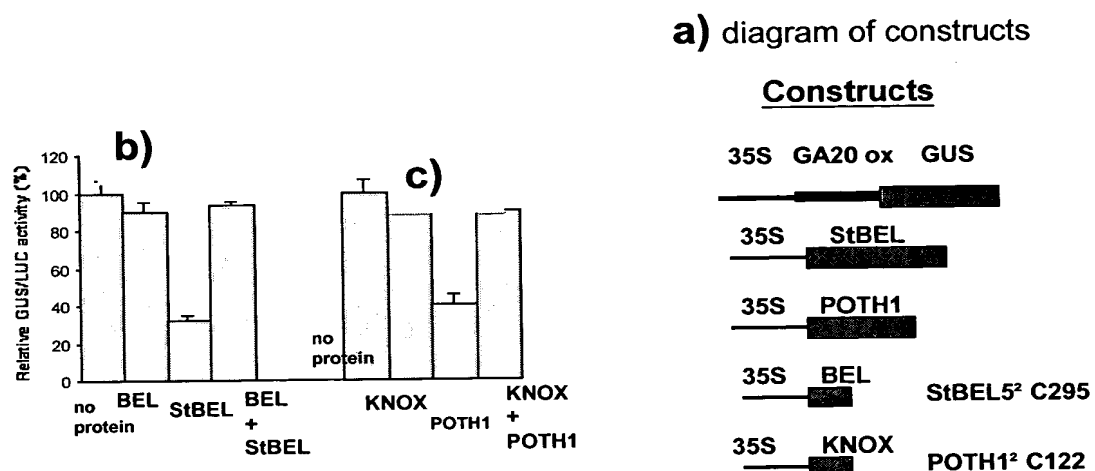 a) diagram of constructs
Constructs
35S GA20 ox GUS
35S StBEL
35S POTH1
35S BEL StBEL5² C295
35S KNOX POTH1² C122
b)
c)
Relative GUS/LUC activity (%)
120
100
80
60
40
20
0
no protein
BEL
StBEL
BEL
+
StBEL
no
protein
KNOX
POTH1
KNOX
+
POTH1